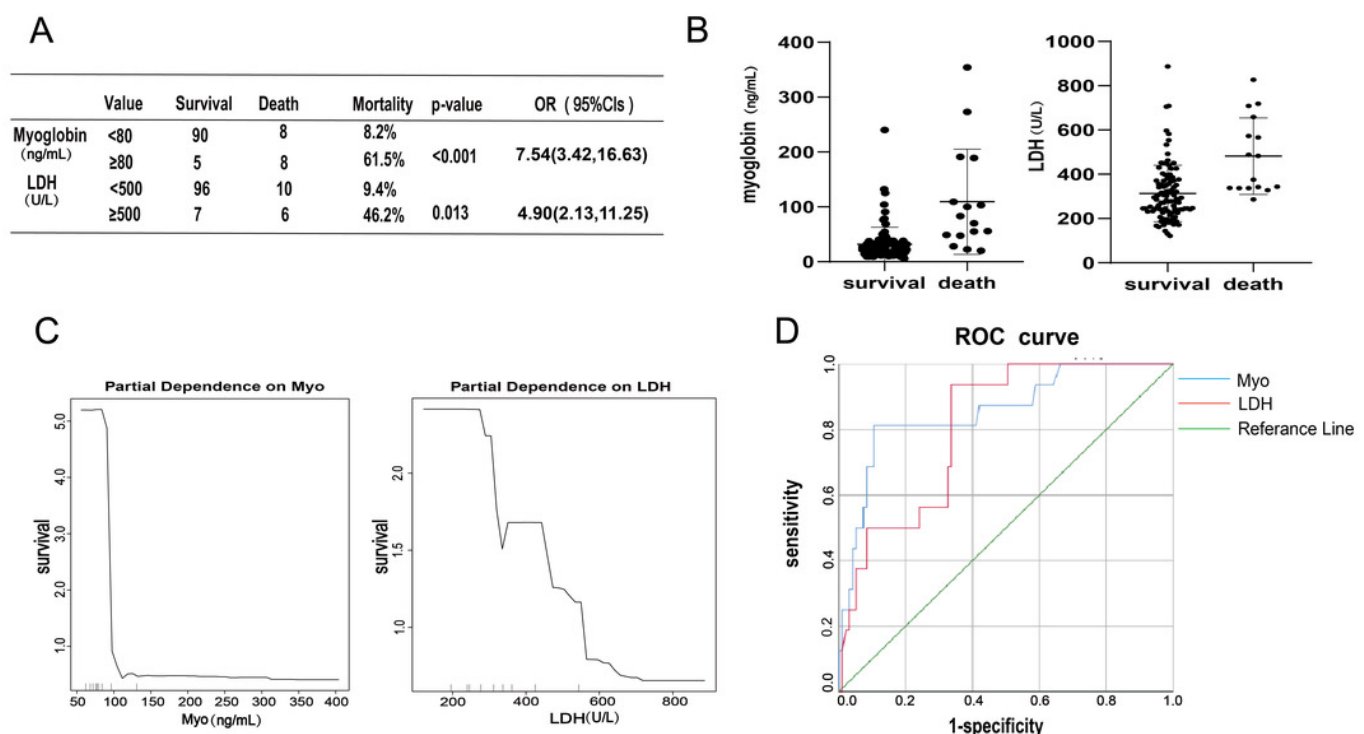 A
Value Survival Death Mortality p-value OR ( 95%CIs )
Myoglobin <80 90 8 8.2%
(ng/mL) ≥80 5 8 61.5% <0.001 7.54(3.42,16.63)
LDH <500 96 10 9.4%
(U/L) ≥500 7 6 46.2% 0.013 4.90(2.13,11.25)
B
myoglobin (ng/mL)
400
300
200
100
0
survival death
LDH (U/L)
1000
800
600
400
200
0
survival death
C
Partial Dependence on Myo
survival
5.0
4.0
3.0
2.0
1.0
50 100 150 200 250 300 350 400
Myo(ng/mL)
Partial Dependence on LDH
survival
2.0
1.5
1.0
200 400 600 800
LDH(U/L)
D
ROC curve
sensitivity
1.0
0.8
0.6
0.4
0.2
0.0
0.0 0.2 0.4 0.6 0.8 1.0
1-specificity
Myo
LDH
Referance Line